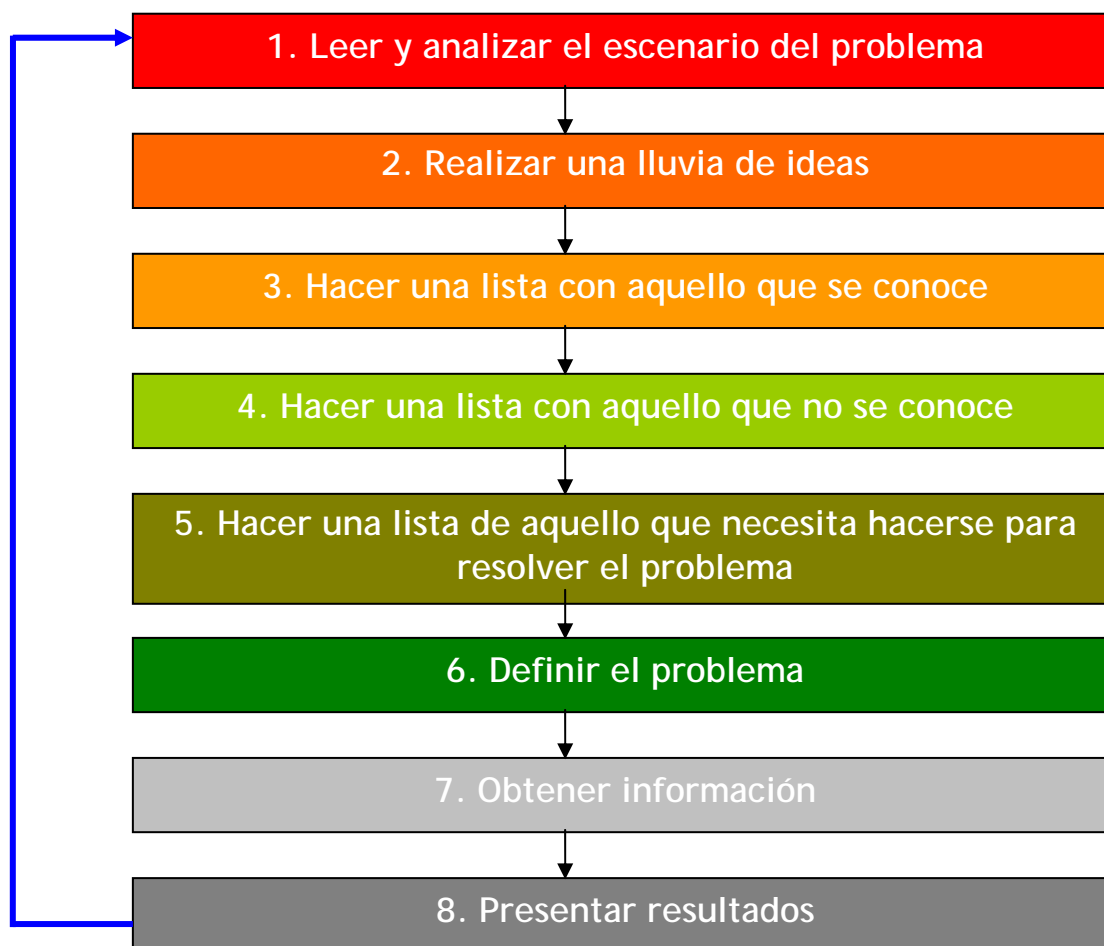 1. Leer y analizar el escenario del problema
2. Realizar una lluvia de ideas
3. Hacer una lista con aquello que se conoce
4. Hacer una lista con aquello que no se conoce
5. Hacer una lista de aquello que necesita hacerse para
resolver el problema
6. Definir el problema
7. Obtener información
8. Presentar resultados